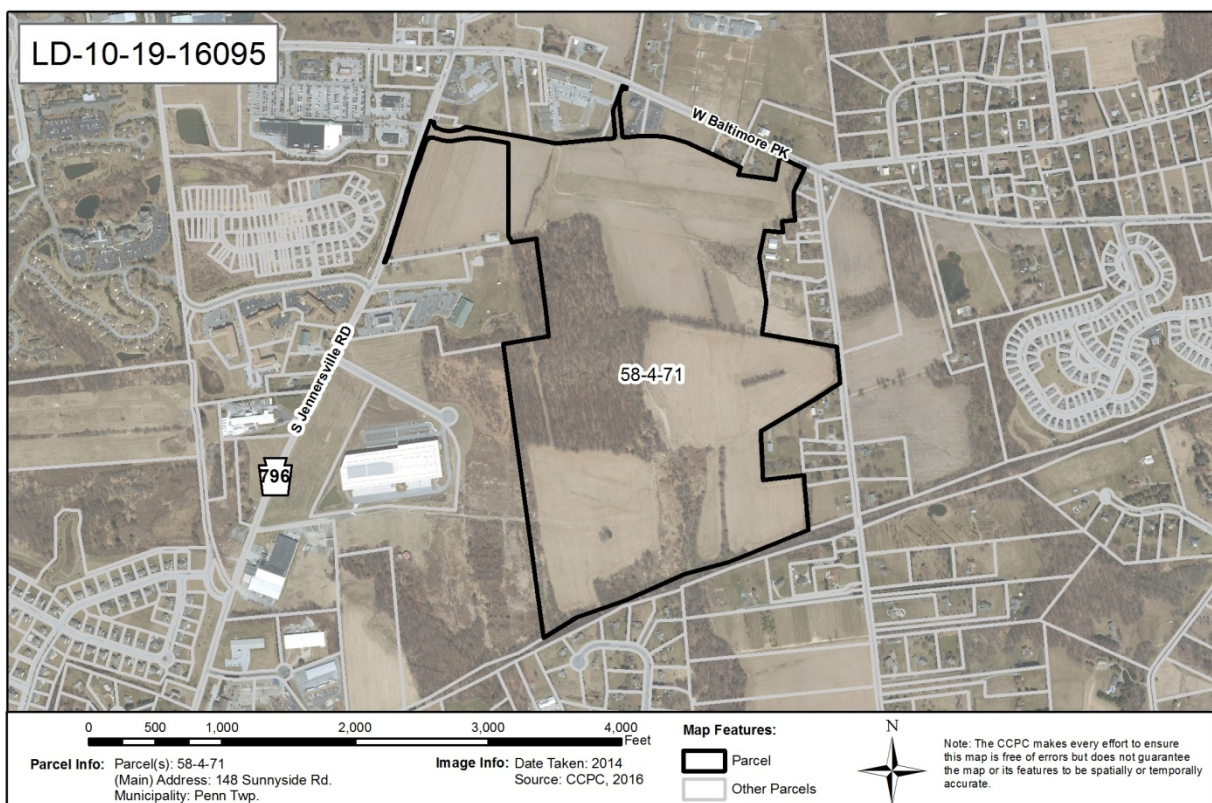 LD-10-19-16095
W Baltimore PK
58-4-71
S Jennersville RD
796
0 500 1,000 2,000 3,000 4,000
Feet
Parcel Info: Parcel(s): 58-4-71
(Main) Address: 148 Sunnyside Rd.
Municipality: Penn Twp.
Image Info: Date Taken: 2014
Source: CCPC, 2016
Map Features:
Parcel
Other Parcels
N
Note: The CCPC makes every effort to ensure
this map is free of errors but does not guarantee
the map or its features to be spatially or temporally
accurate.